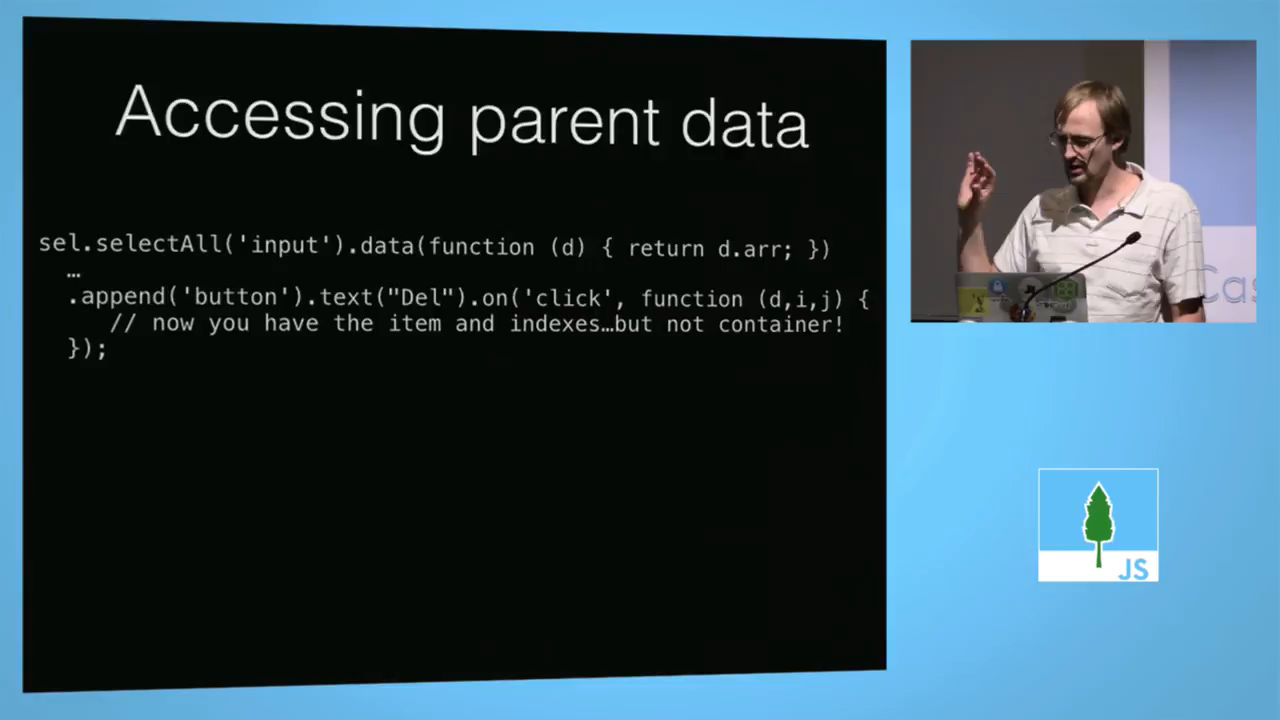 Accessing parent data
sel.selectAll('input').data(function (d) { return d.arr; })
…
.append('button').text("Del").on('click', function (d,i,j) {
// now you have the item and indexes…but not container!
});
Cas
JS